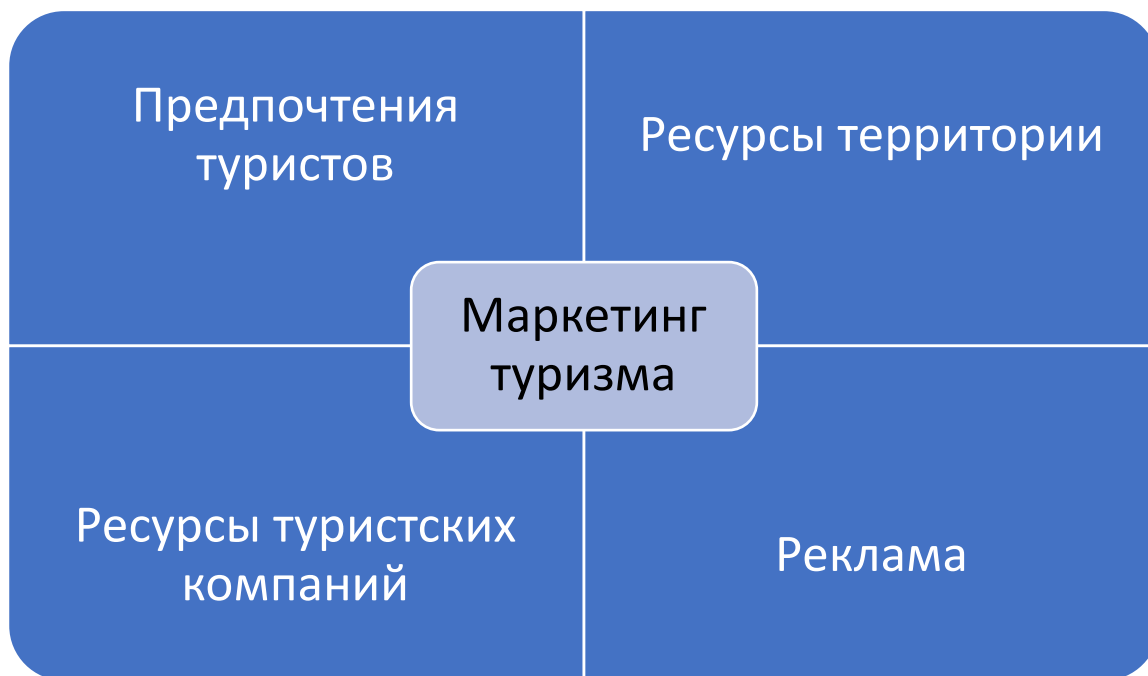 Предпочтения
туристов
Ресурсы территории
Маркетинг
туризма
Ресурсы туристских
компаний
Реклама